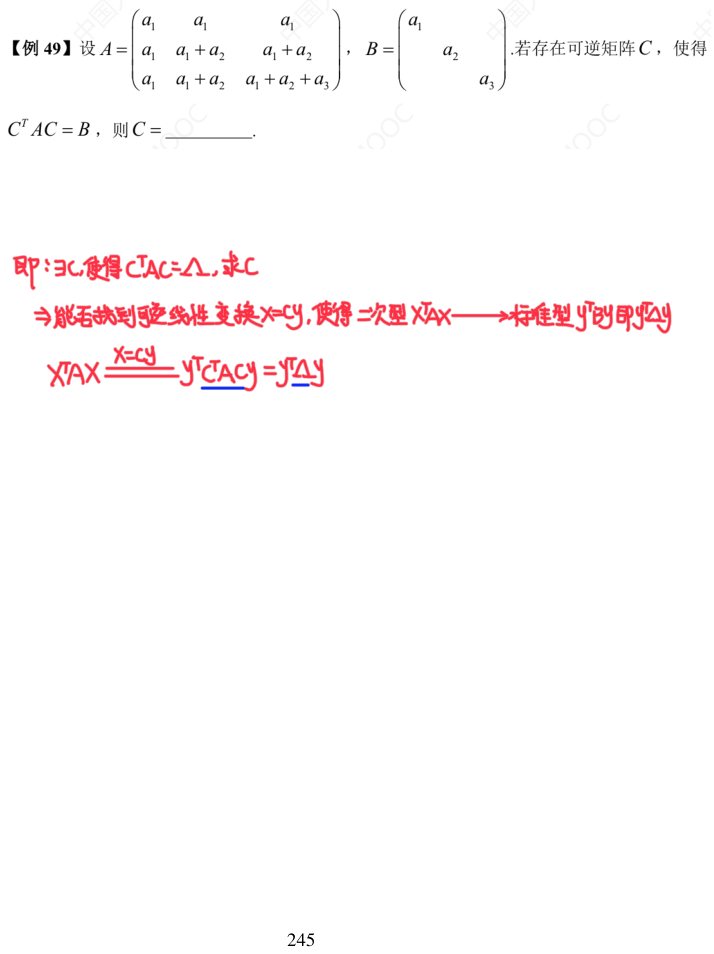 【例 49】设 A = ( a₁ a₁ a₁ ; a₁ a₁ + a₂ a₁ + a₂ ; a₁ a₁ + a₂ a₁ + a₂ + a₃ ) ， B = ( a₁ ; a₂ ; a₃ ) .若存在可逆矩阵 C ，使得
CᵀAC = B ，则 C = __________.
即：∃C,使得CᵀAC=Λ,求C
⇒能否找到可逆线性变换x=Cy,使得二次型XᵀAX⟶标准型yᵀBy即yᵀΛy
XᵀAX x=Cy yᵀCᵀACy=yᵀΛy
245